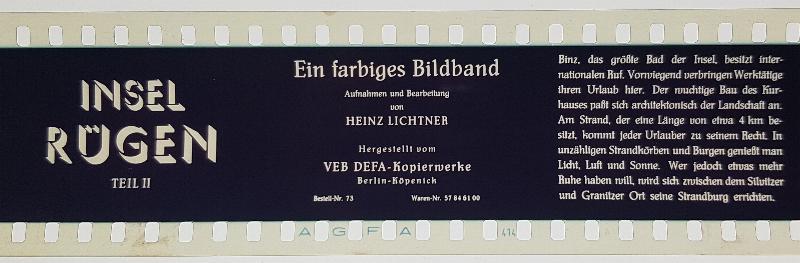 INSEL
RÜGEN
TEIL II
Ein farbiges Bildband
Aufnahmen und Bearbeitung
von
HEINZ LICHTNER
Hergestellt vom
VEB DEFA-Kopierwerke
Berlin-Köpenick
Bestell-Nr. 73 Waren-Nr. 57 84 61 00
Binz, das größte Bad der Insel, besitzt inter-
nationalen Ruf. Vorwiegend verbringen Werktätige
ihren Urlaub hier. Der wuchtige Bau des Kur-
hauses paßt sich architektonisch der Landschaft an.
Am Strand, der eine Länge von etwa 4 km be-
sitzt, kommt jeder Urlauber zu seinem Recht. In
unzähligen Strandkörben und Burgen genießt man
Licht, Luft und Sonne. Wer jedoch etwas mehr
Ruhe haben will, wird sich zwischen dem Silvitzer
und Granitzer Ort seine Strandburg errichten.
AGFA 414